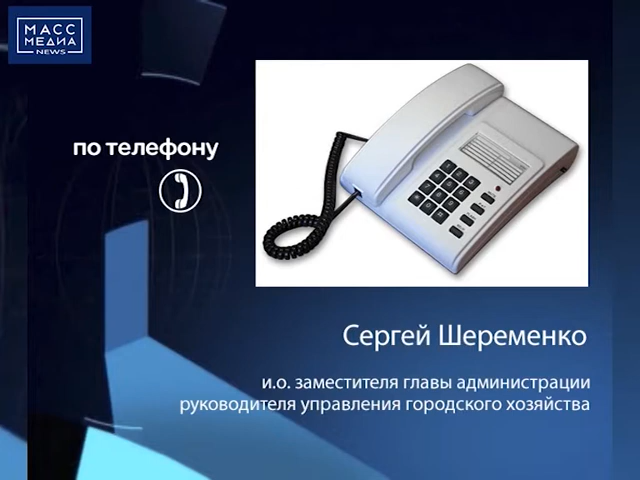 МАСС
МЕДИА
NEWS
по телефону
Сергей Шеременко
и.о. заместителя главы администрации
руководителя управления городского хозяйства